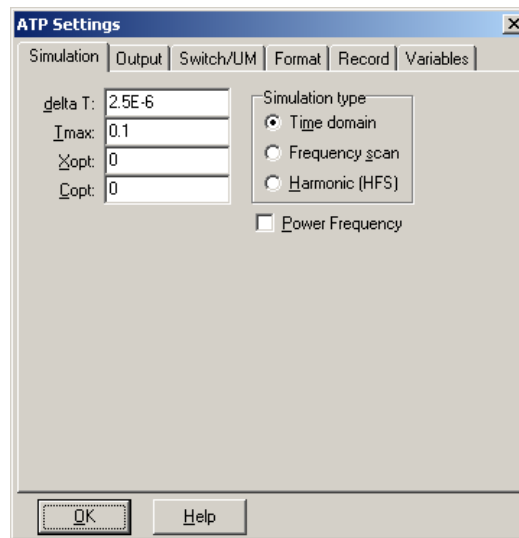 ATP Settings
Simulation Output Switch/UM Format Record Variables
delta T: 2.5E-6
Tmax: 0.1
Xopt: 0
Copt: 0
Simulation type
Time domain
Frequency scan
Harmonic (HFS)
Power Frequency
OK Help